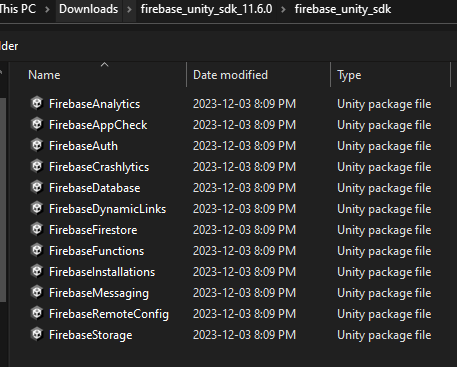 This PC > Downloads > firebase_unity_sdk_11.6.0 > firebase_unity_sdk
lder
Name Date modified Type
FirebaseAnalytics 2023-12-03 8:09 PM Unity package file
FirebaseAppCheck 2023-12-03 8:09 PM Unity package file
FirebaseAuth 2023-12-03 8:09 PM Unity package file
FirebaseCrashlytics 2023-12-03 8:09 PM Unity package file
FirebaseDatabase 2023-12-03 8:09 PM Unity package file
FirebaseDynamicLinks 2023-12-03 8:09 PM Unity package file
FirebaseFirestore 2023-12-03 8:09 PM Unity package file
FirebaseFunctions 2023-12-03 8:09 PM Unity package file
FirebaseInstallations 2023-12-03 8:09 PM Unity package file
FirebaseMessaging 2023-12-03 8:09 PM Unity package file
FirebaseRemoteConfig 2023-12-03 8:09 PM Unity package file
FirebaseStorage 2023-12-03 8:09 PM Unity package file